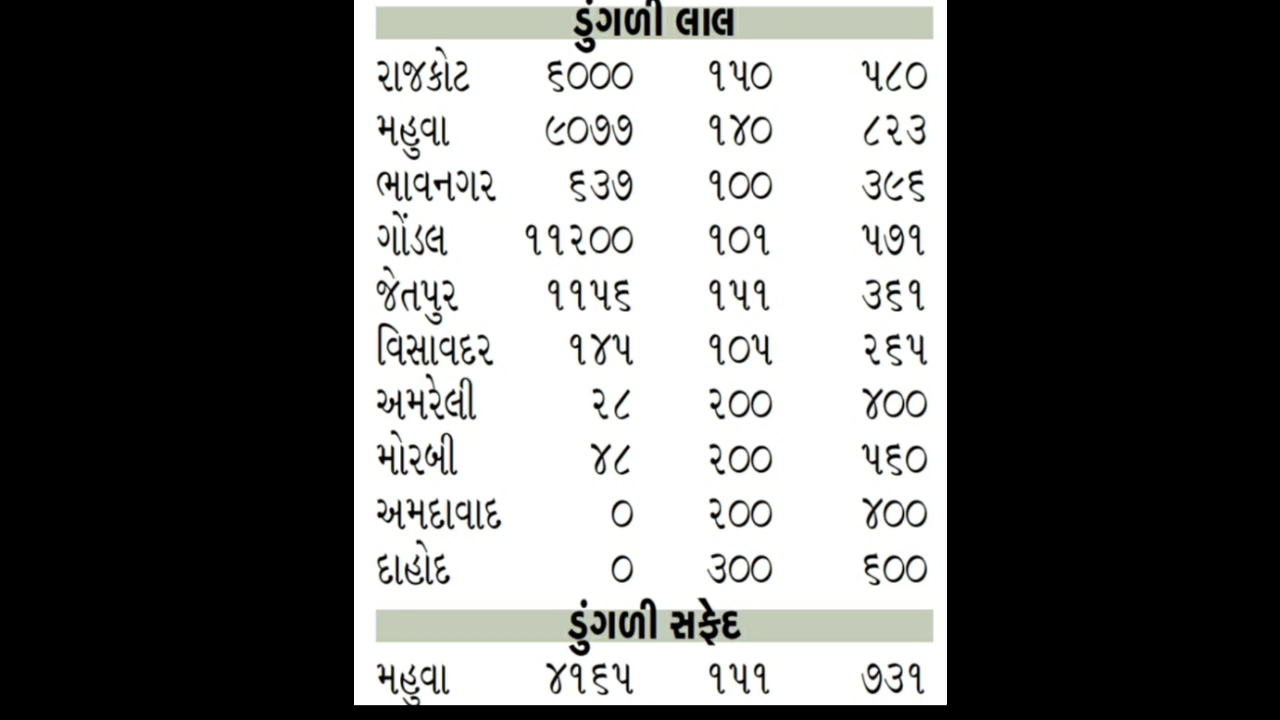 ડુંગળી લાલ
રાજકોટ ૬૦૦૦ ૧૫૦ ૫૮૦
મહુવા ૯૦૭૭ ૧૪૦ ૮૨૩
ભાવનગર ૬૩૭ ૧૦૦ ૩૯૬
ગોંડલ ૧૧૨૦૦ ૧૦૧ ૫૭૧
જેતપુર ૧૧૫૬ ૧૫૧ ૩૬૧
વિસાવદર ૧૪૫ ૧૦૫ ૨૬૫
અમરેલી ૨૮ ૨૦૦ ૪૦૦
મોરબી ૪૮ ૨૦૦ ૫૬૦
અમદાવાદ ૦ ૨૦૦ ૪૦૦
દાહોદ ૦ ૩૦૦ ૬૦૦
ડુંગળી સફેદ
મહુવા ૪૧૬૫ ૧૫૧ ૭૩૧